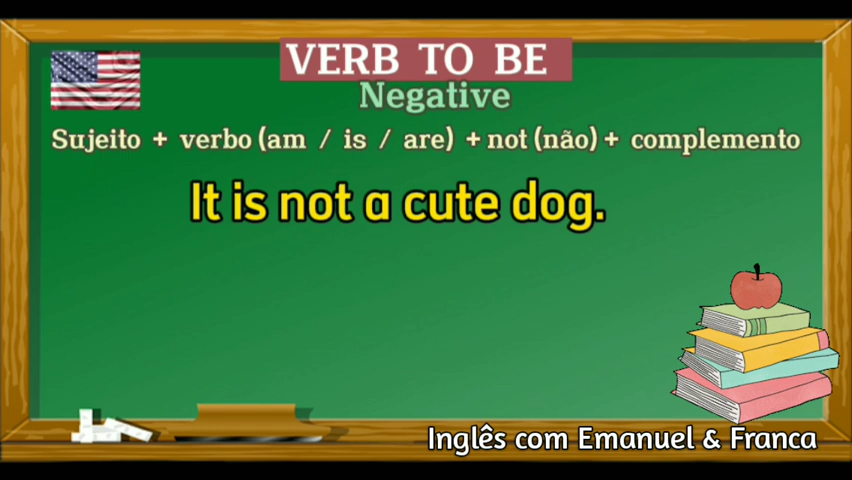 VERB TO BE
Negative
Sujeito + verbo (am / is / are) + not (não) + complemento
It is not a cute dog.
Inglês com Emanuel & Franca